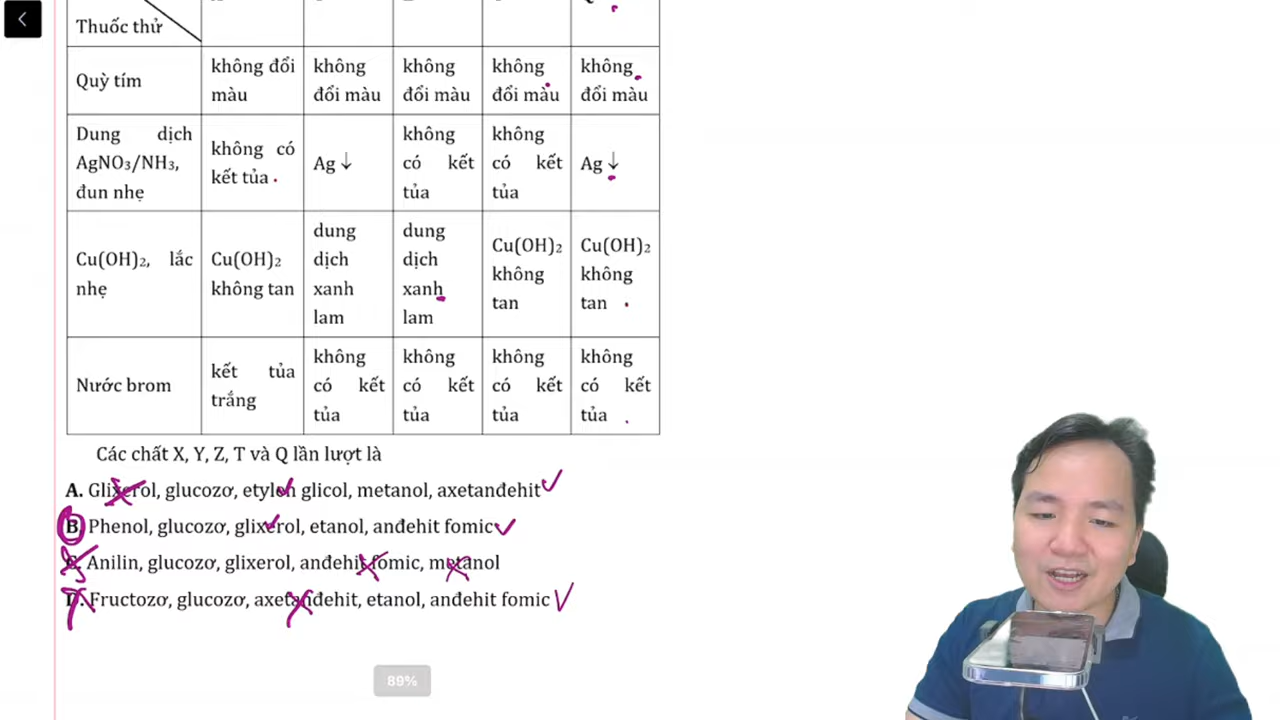 Thuốc thử
Quỳ tím
không đổi
màu
không
đổi màu
không
đổi màu
không
đổi màu
không
đổi màu
Dung dịch
AgNO₃/NH₃,
đun nhẹ
không có
kết tủa
Ag ↓
không
có kết
tủa
không
có kết
tủa
Ag ↓
Cu(OH)₂, lắc
nhẹ
Cu(OH)₂
không tan
dung
dịch
xanh
lam
dung
dịch
xanh
lam
Cu(OH)₂
không
tan
Cu(OH)₂
không
tan
Nước brom
kết tủa
trắng
không
có kết
tủa
không
có kết
tủa
không
có kết
tủa
không
có kết
tủa
Các chất X, Y, Z, T và Q lần lượt là
A. Glixerol, glucozơ, etylen glicol, metanol, axetanđehit
B. Phenol, glucozơ, glixerol, etanol, anđehit fomic
C. Anilin, glucozơ, glixerol, anđehit fomic, metanol
D. Fructozơ, glucozơ, axetanđehit, etanol, anđehit fomic
89%